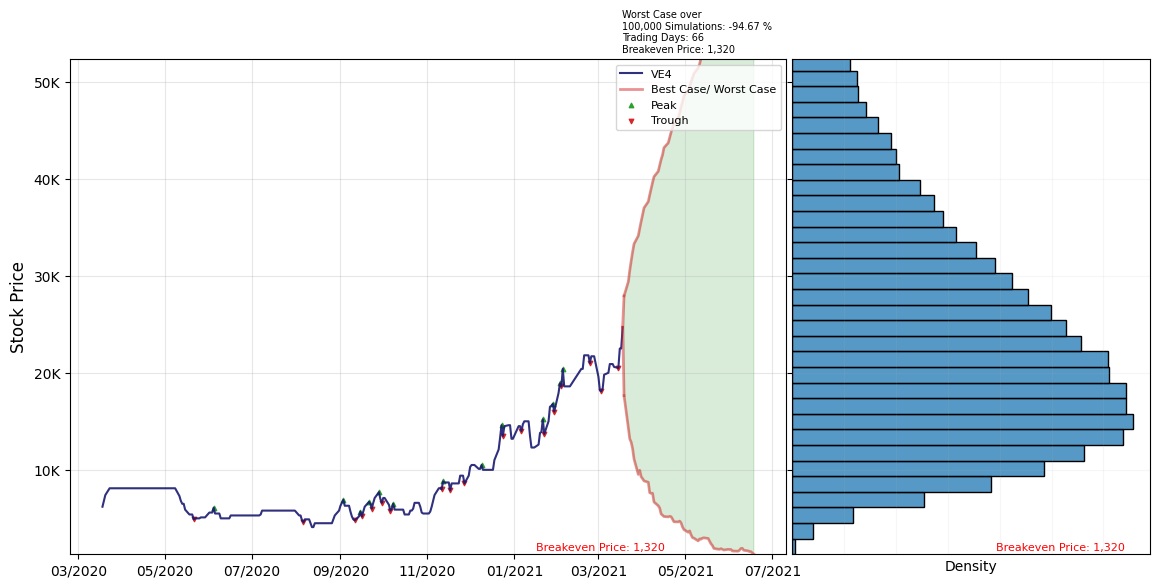 Worst Case over
100,000 Simulations: -94.67 %
Trading Days: 66
Breakeven Price: 1,320
VE4
Best Case/ Worst Case
Peak
Trough
50K
40K
30K
20K
10K
Stock Price
Breakeven Price: 1,320
Breakeven Price: 1,320
03/2020 05/2020 07/2020 09/2020 11/2020 01/2021 03/2021 05/2021 07/2021
Density